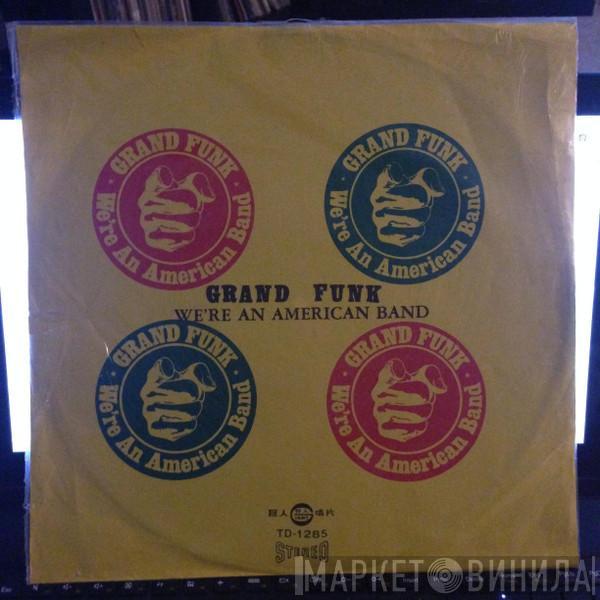 GRAND FUNK
We're An American Band
GRAND FUNK
We're An American Band
GRAND FUNK
WE'RE AN AMERICAN BAND
GRAND FUNK
We're An American Band
GRAND FUNK
We're An American Band
巨人 唱片
TD-1285
STEREO
МАРКЕТ ВИНИЛА